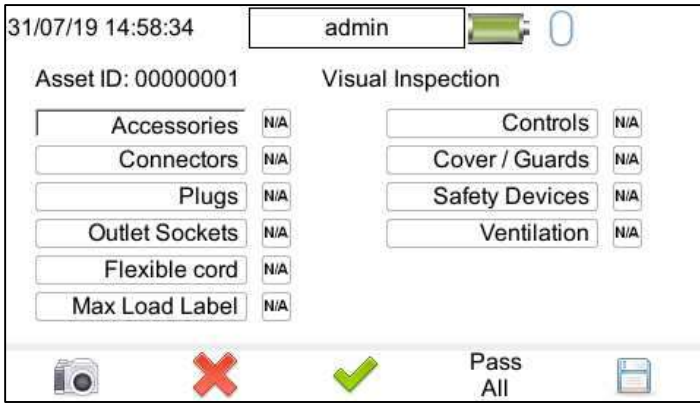 31/07/19 14:58:34 admin
Asset ID: 00000001 Visual Inspection
Accessories N/A Controls N/A
Connectors N/A Cover / Guards N/A
Plugs N/A Safety Devices N/A
Outlet Sockets N/A Ventilation N/A
Flexible cord N/A
Max Load Label N/A
Pass
All